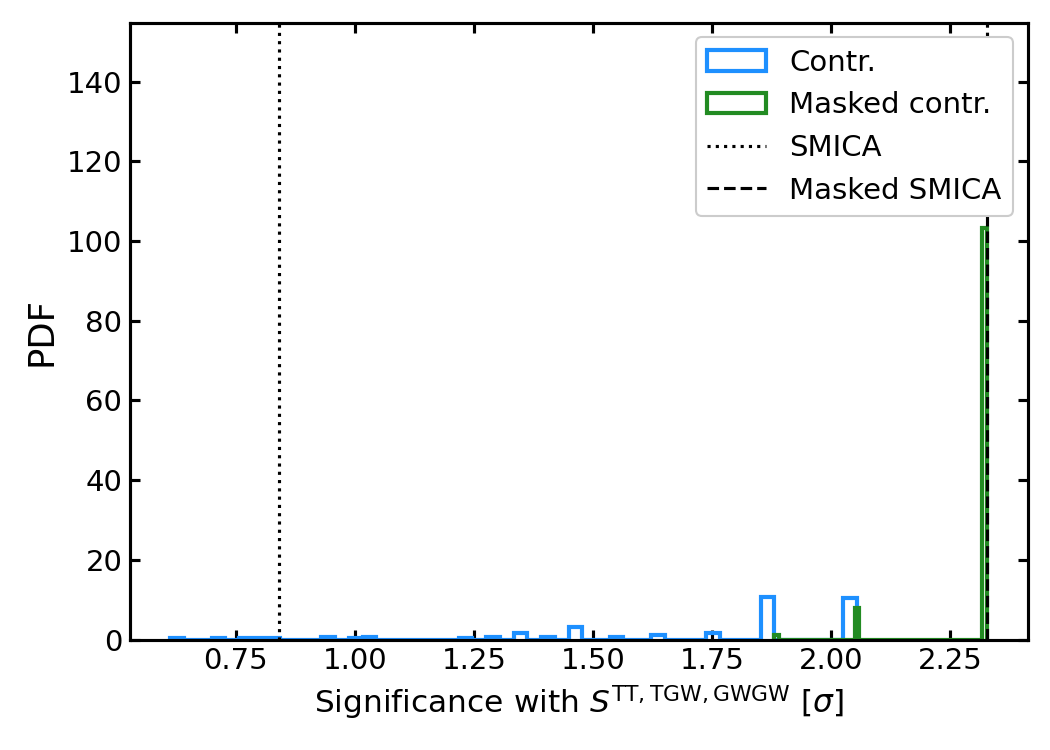 Contr.
Masked contr.
SMICA
Masked SMICA
PDF
140
120
100
80
60
40
20
0
0.75 1.00 1.25 1.50 1.75 2.00 2.25
Significance with S^{TT, TGW, GWGW} [σ]